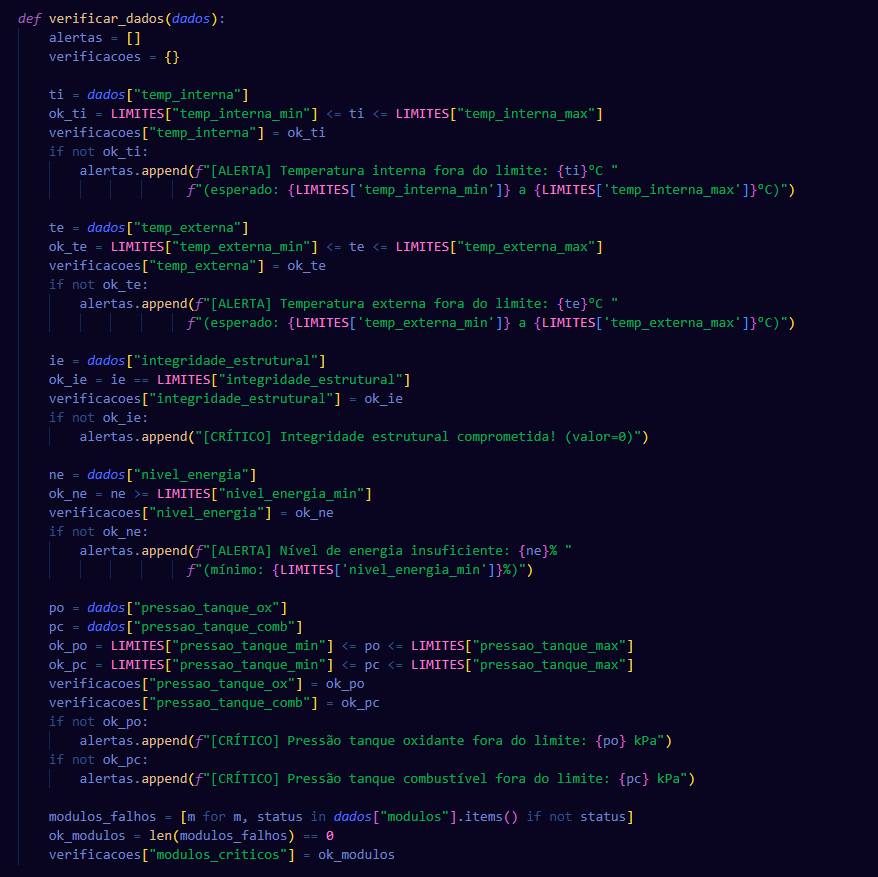 def verificar_dados(dados):
    alertas = []
    verificacoes = {}

    ti = dados["temp_interna"]
    ok_ti = LIMITES["temp_interna_min"] <= ti <= LIMITES["temp_interna_max"]
    verificacoes["temp_interna"] = ok_ti
    if not ok_ti:
        alertas.append(f"[ALERTA] Temperatura interna fora do limite: {ti}°C "
                      f"(esperado: {LIMITES['temp_interna_min']} a {LIMITES['temp_interna_max']}°C)")

    te = dados["temp_externa"]
    ok_te = LIMITES["temp_externa_min"] <= te <= LIMITES["temp_externa_max"]
    verificacoes["temp_externa"] = ok_te
    if not ok_te:
        alertas.append(f"[ALERTA] Temperatura externa fora do limite: {te}°C "
                      f"(esperado: {LIMITES['temp_externa_min']} a {LIMITES['temp_externa_max']}°C)")

    ie = dados["integridade_estrutural"]
    ok_ie = ie == LIMITES["integridade_estrutural"]
    verificacoes["integridade_estrutural"] = ok_ie
    if not ok_ie:
        alertas.append("[CRÍTICO] Integridade estrutural comprometida! (valor=0)")

    ne = dados["nivel_energia"]
    ok_ne = ne >= LIMITES["nivel_energia_min"]
    verificacoes["nivel_energia"] = ok_ne
    if not ok_ne:
        alertas.append(f"[ALERTA] Nível de energia insuficiente: {ne}% "
                      f"(mínimo: {LIMITES['nivel_energia_min']}%)")

    po = dados["pressao_tanque_ox"]
    pc = dados["pressao_tanque_comb"]
    ok_po = LIMITES["pressao_tanque_min"] <= po <= LIMITES["pressao_tanque_max"]
    ok_pc = LIMITES["pressao_tanque_min"] <= pc <= LIMITES["pressao_tanque_max"]
    verificacoes["pressao_tanque_ox"] = ok_po
    verificacoes["pressao_tanque_comb"] = ok_pc
    if not ok_po:
        alertas.append(f"[CRÍTICO] Pressão tanque oxidante fora do limite: {po} kPa")
    if not ok_pc:
        alertas.append(f"[CRÍTICO] Pressão tanque combustível fora do limite: {pc} kPa")

    modulos_falhos = [m for m, status in dados["modulos"].items() if not status]
    ok_modulos = len(modulos_falhos) == 0
    verificacoes["modulos_criticos"] = ok_modulos